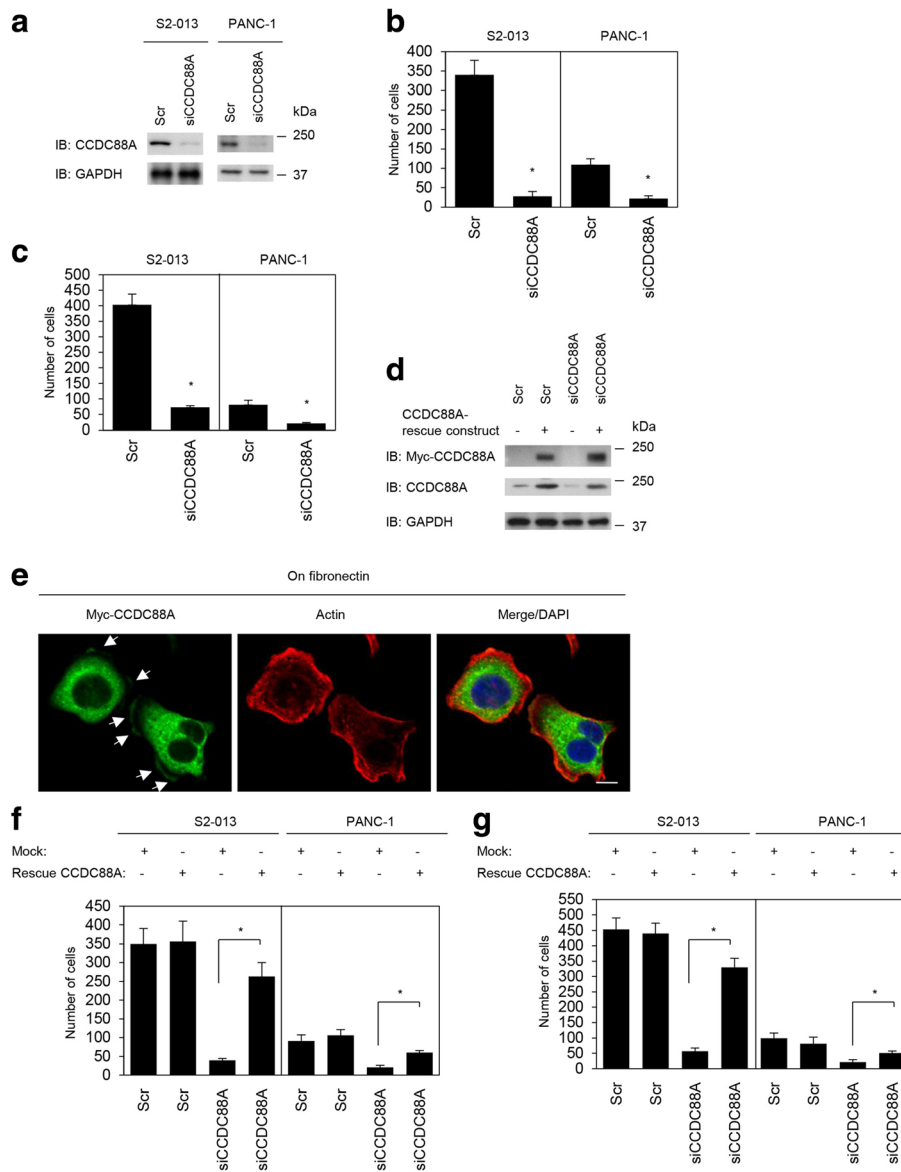 a
S2-013 PANC-1
Scr siCCDC88A Scr siCCDC88A kDa
IB: CCDC88A 250
IB: GAPDH 37
b
S2-013 PANC-1
Number of cells
400
350
300
250
200
150
100
50
0
Scr siCCDC88A Scr siCCDC88A
* *
c
S2-013 PANC-1
Number of cells
500
450
400
350
300
250
200
150
100
50
0
Scr siCCDC88A Scr siCCDC88A
* *
d
Scr Scr siCCDC88A siCCDC88A
CCDC88A-
rescue construct - + - + kDa
IB: Myc-CCDC88A 250
IB: CCDC88A 250
IB: GAPDH 37
e
On fibronectin
Myc-CCDC88A Actin Merge/DAPI
f
S2-013 PANC-1
Mock: + - + - + - + -
Rescue CCDC88A: - + - + - + - +
Number of cells
450
400
350
300
250
200
150
100
50
0
* *
Scr Scr siCCDC88A siCCDC88A Scr Scr siCCDC88A siCCDC88A
g
S2-013 PANC-1
Mock: + - + - + - + -
Rescue CCDC88A: - + - + - + - +
Number of cells
550
500
450
400
350
300
250
200
150
100
50
0
* *
Scr Scr siCCDC88A siCCDC88A Scr Scr siCCDC88A siCCDC88A